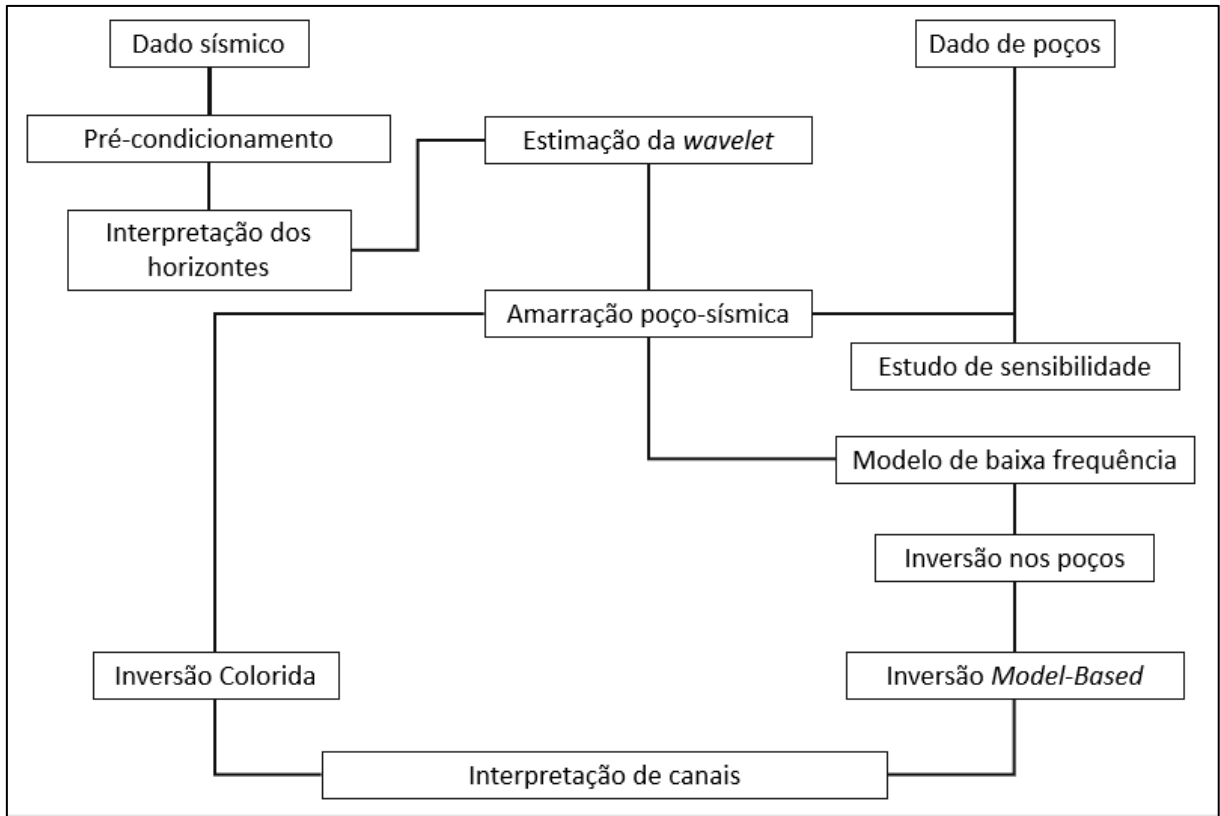 Dado sísmico
Dado de poços
Pré-condicionamento
Estimação da wavelet
Interpretação dos
horizontes
Amarração poço-sísmica
Estudo de sensibilidade
Modelo de baixa frequência
Inversão nos poços
Inversão Colorida
Inversão Model-Based
Interpretação de canais